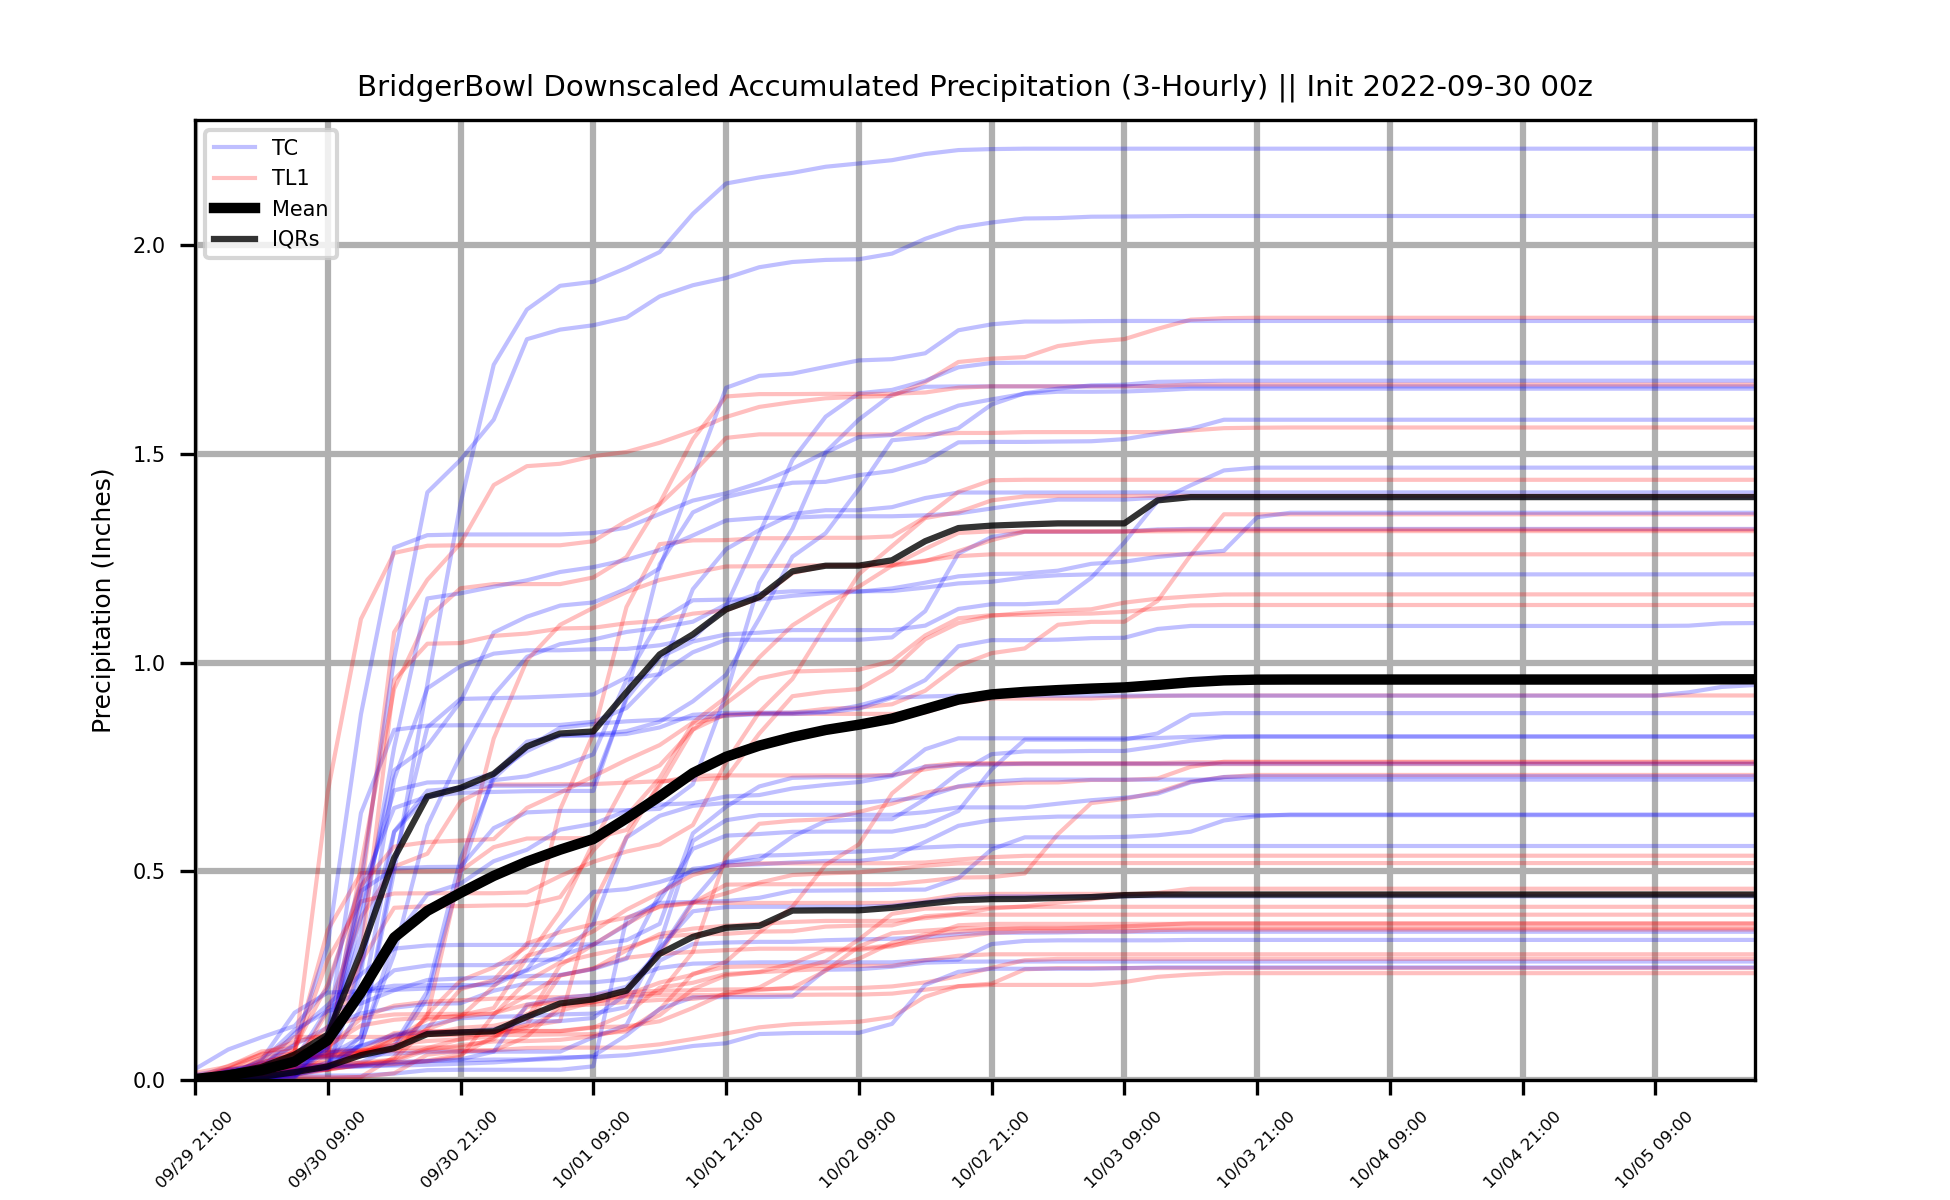 BridgerBowl Downscaled Accumulated Precipitation (3-Hourly) || Init 2022-09-30 00z
TC
TL1
Mean
IQRs
Precipitation (Inches)
2.0
1.5
1.0
0.5
0.0
09/29 21:00
09/30 09:00
09/30 21:00
10/01 09:00
10/01 21:00
10/02 09:00
10/02 21:00
10/03 09:00
10/03 21:00
10/04 09:00
10/04 21:00
10/05 09:00